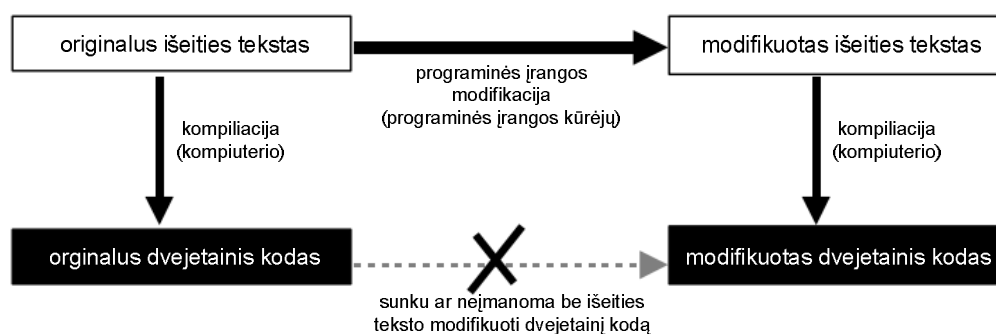 originalus išeities tekstas
modifikuotas išeities tekstas
programinės įrangos
modifikacija
(programinės įrangos kūrėjų)
kompiliacija
(kompiuterio)
kompiliacija
(kompiuterio)
orginalus dvejetainis kodas
modifikuotas dvejetainis kodas
sunku ar neįmanoma be išeities
teksto modifikuoti dvejetainį kodą